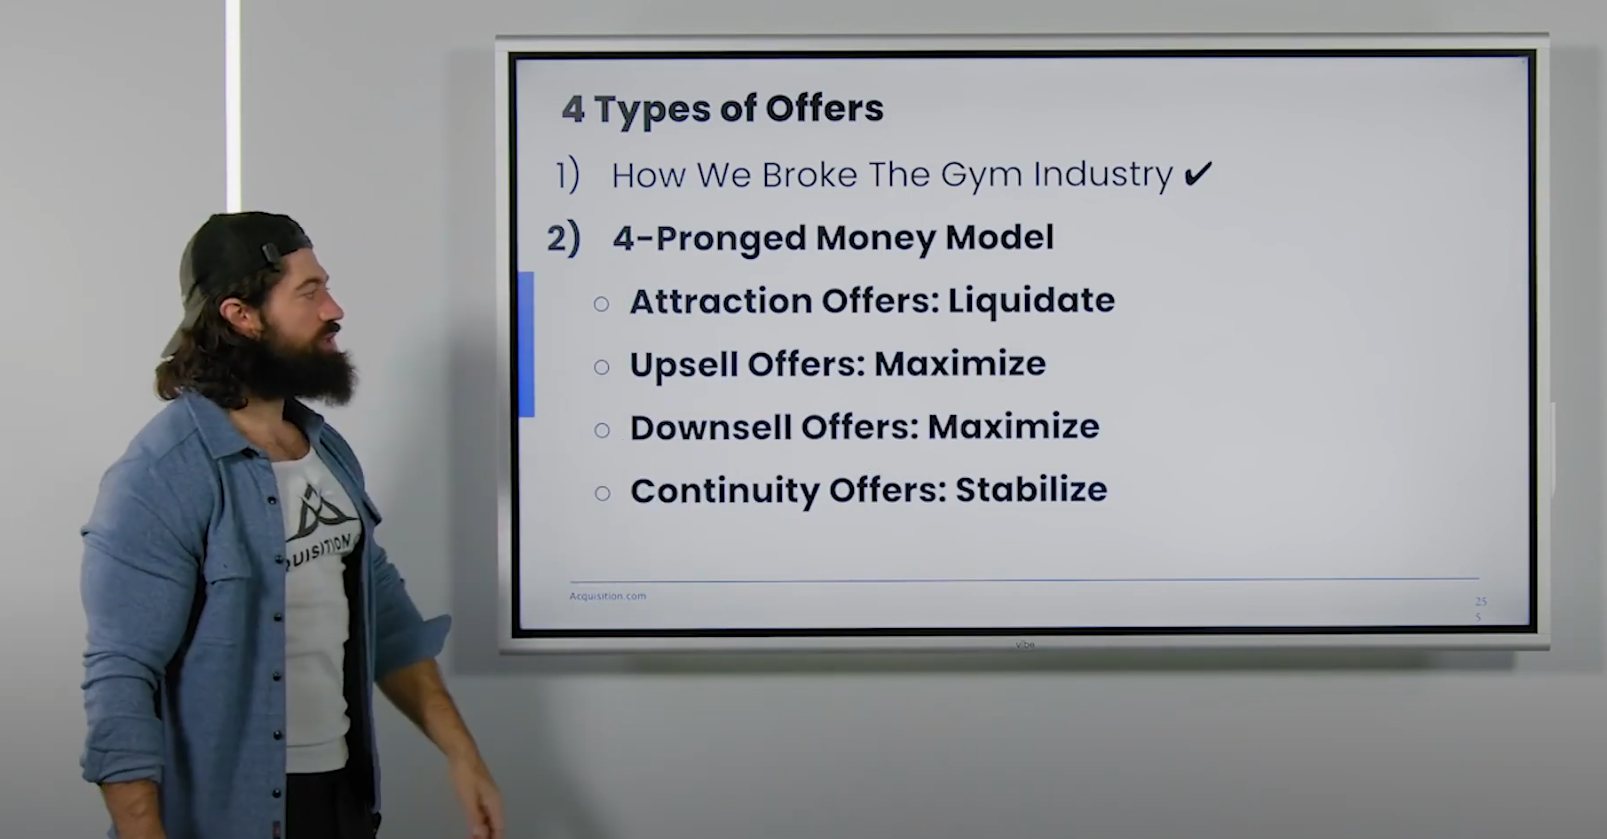 4 Types of Offers
1) How We Broke The Gym Industry ✔
2) 4-Pronged Money Model
○ Attraction Offers: Liquidate
○ Upsell Offers: Maximize
○ Downsell Offers: Maximize
○ Continuity Offers: Stabilize
Acquisition.com
25
5
vibe
QUISITION